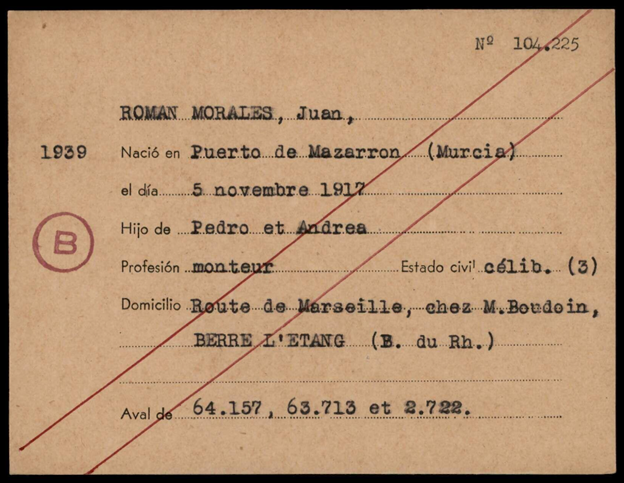 Nº 104.225
ROMAN MORALES, Juan,
1939 Nació en Puerto de Mazarron (Murcia)
el día 5 novembre 1917
Hijo de Pedro et Andrea
B
Profesión monteur Estado civil célib. (3)
Domicilio Route de Marseille, chez M.Boudoin,
BERRE L'ETANG (B. du Rh.)
Aval de 64.157, 63.713 et 2.722.